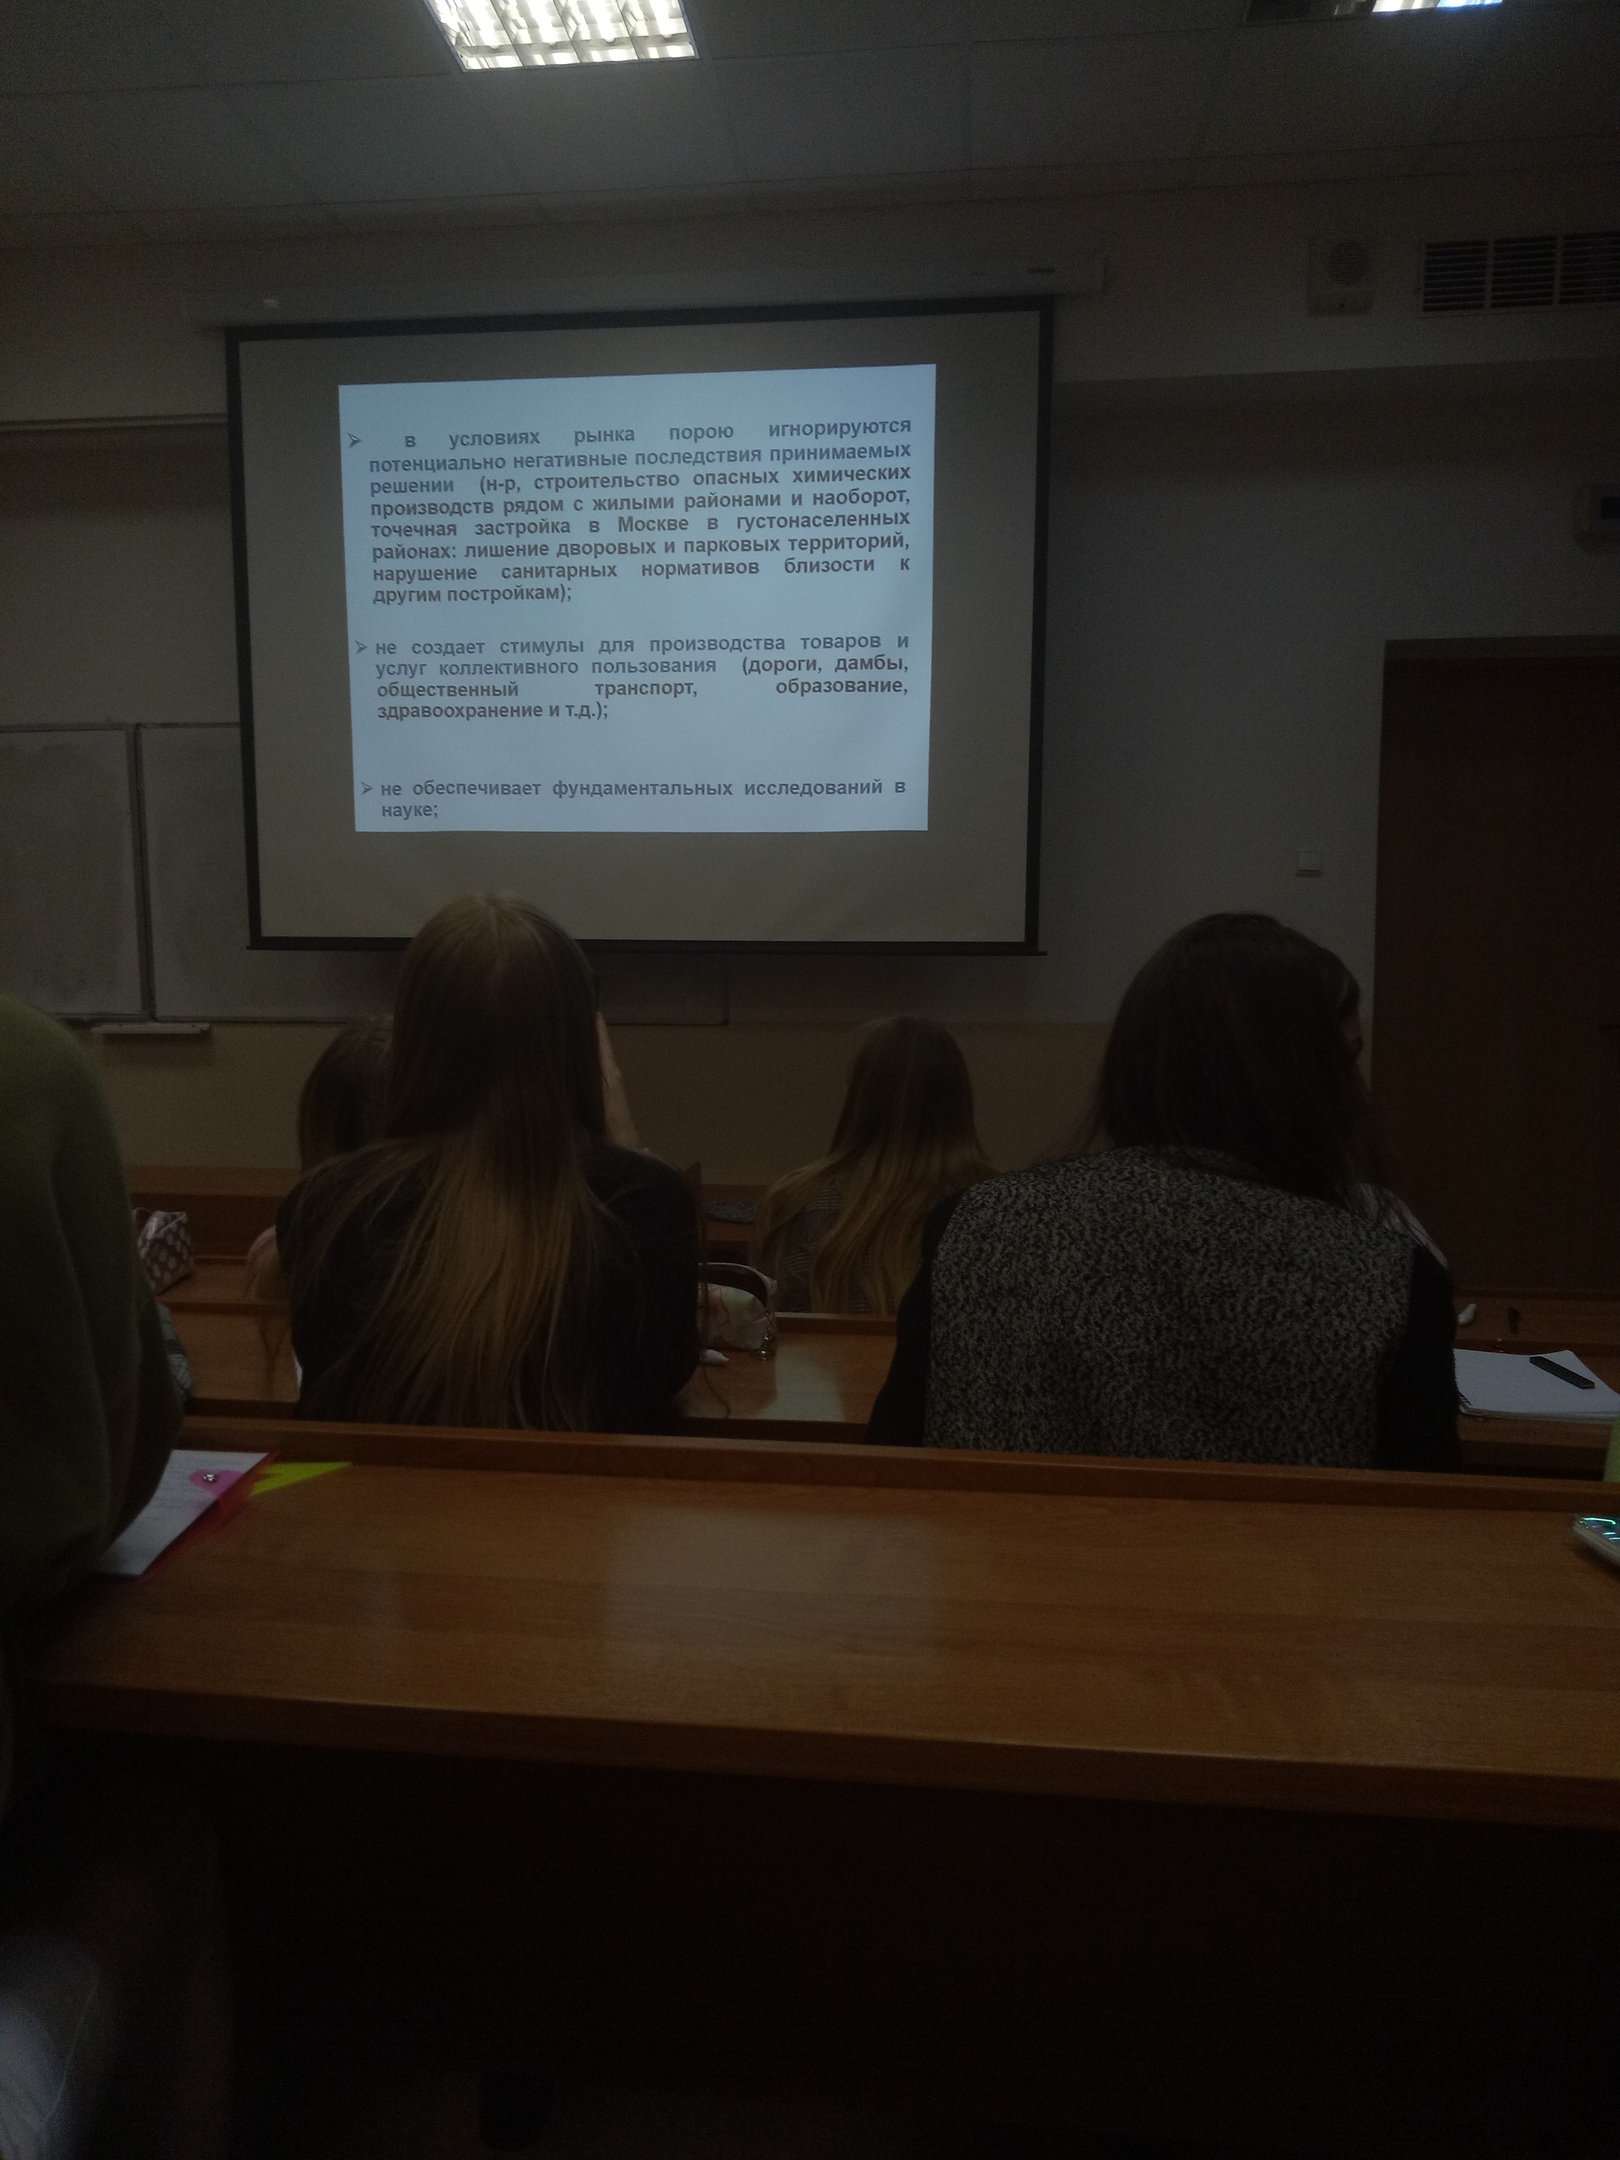 ➢ в условиях рынка порою игнорируются
потенциально негативные последствия принимаемых
решении (н-р, строительство опасных химических
производств рядом с жилыми районами и наоборот,
точечная застройка в Москве в густонаселенных
районах: лишение дворовых и парковых территорий,
нарушение санитарных нормативов близости к
другим постройкам);
➢ не создает стимулы для производства товаров и
услуг коллективного пользования (дороги, дамбы,
общественный транспорт, образование,
здравоохранение и т.д.);
➢ не обеспечивает фундаментальных исследований в
науке;